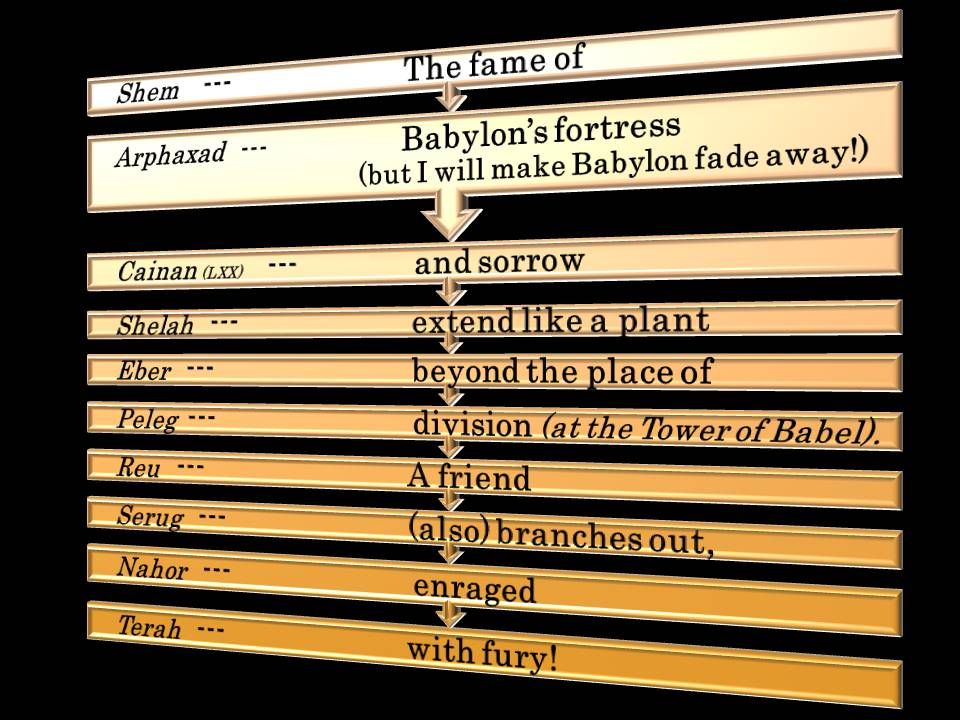 Shem --- The fame of
Arphaxad --- Babylon's fortress
(but I will make Babylon fade away!)
Cainan (LXX) --- and sorrow
Shelah --- extend like a plant
Eber --- beyond the place of
Peleg --- division (at the Tower of Babel).
Reu --- A friend
Serug --- (also) branches out,
Nahor --- enraged
Terah --- with fury!